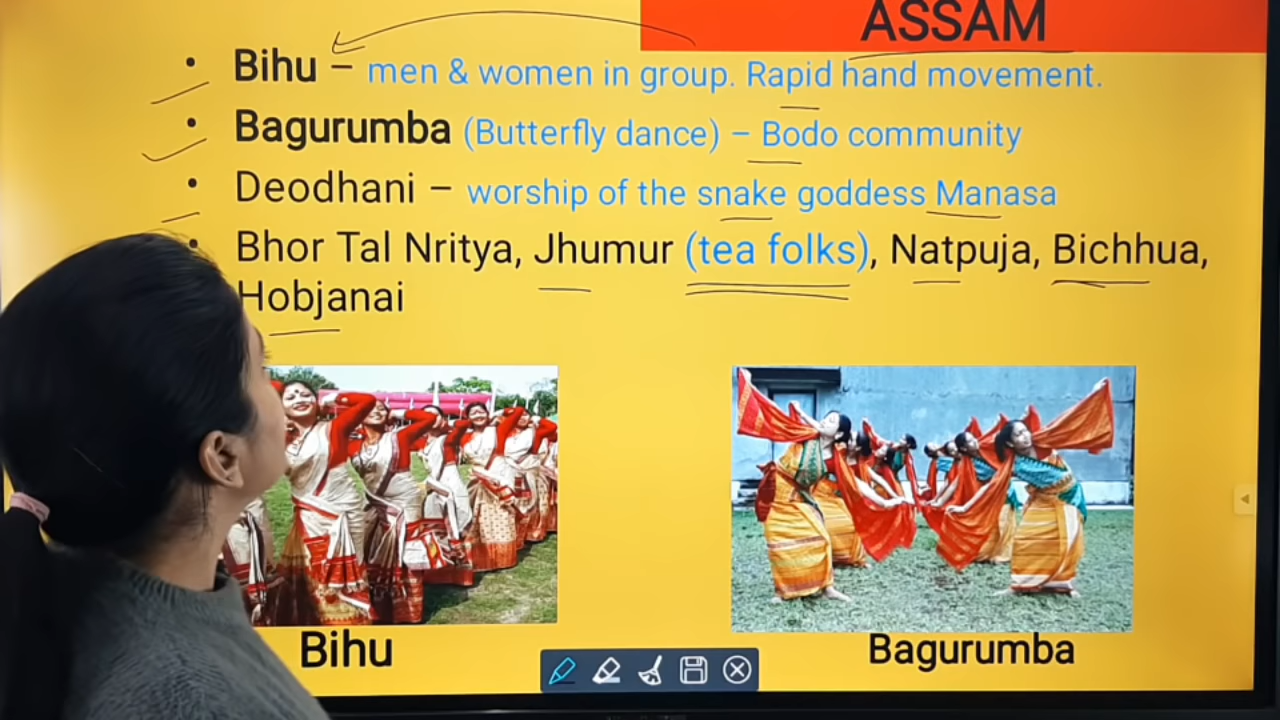 ASSAM
• Bihu – men & women in group. Rapid hand movement.
• Bagurumba (Butterfly dance) – Bodo community
• Deodhani – worship of the snake goddess Manasa
• Bhor Tal Nritya, Jhumur (tea folks), Natpuja, Bichhua,
Hobjanai
Bihu
Bagurumba